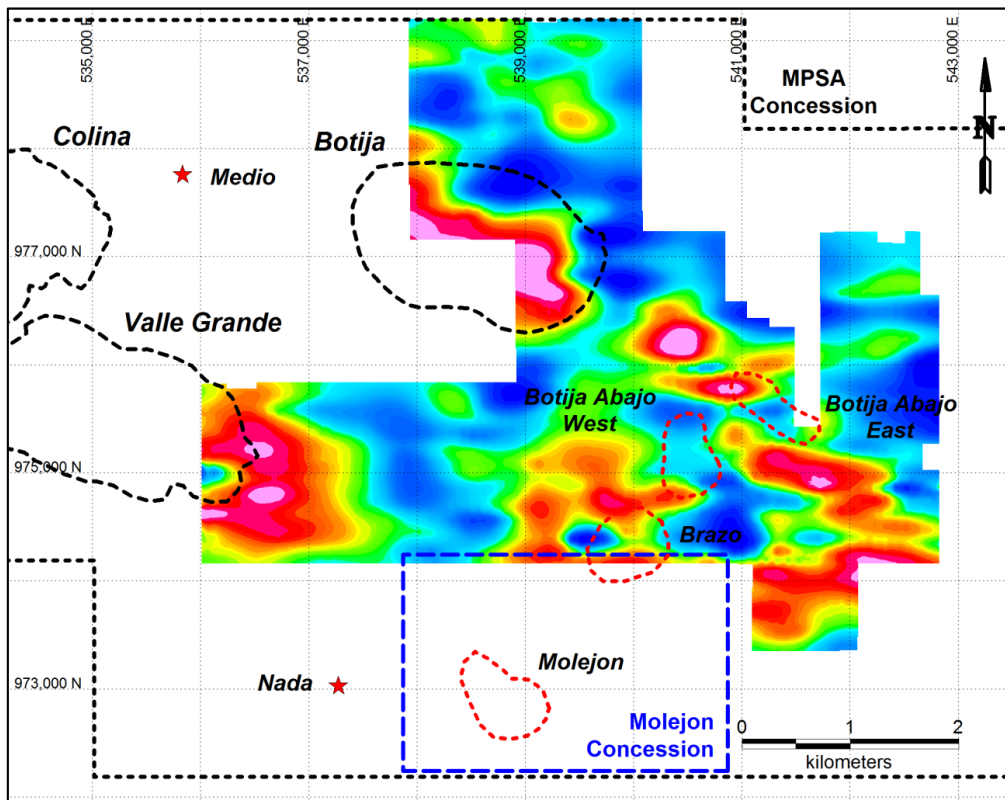 535,000 E
537,000 E
539,000 E
541,000 E
543,000 E
MPSA
Concession
N
Colina
Botija
Medio
977,000 N
Valle Grande
Botija Abajo
West
Botija Abajo
East
975,000 N
Brazo
Molejon
Nada
973,000 N
Molejon
Concession
0 1 2
kilometers